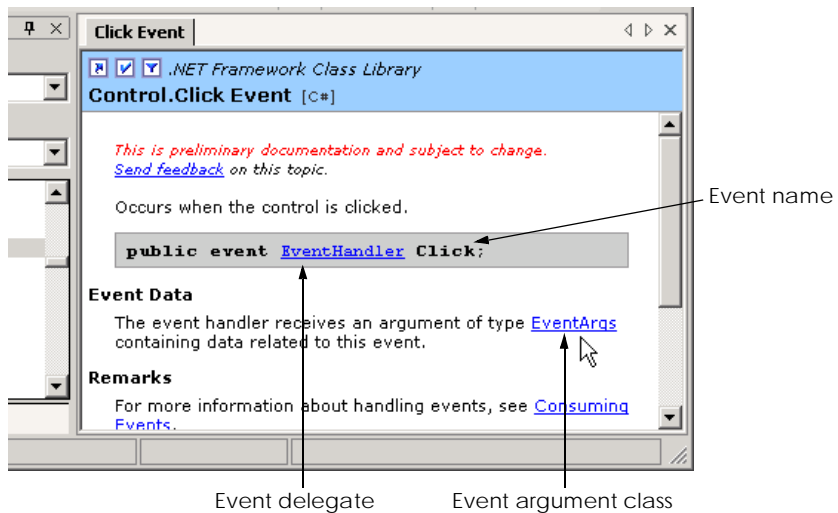 Click Event
.NET Framework Class Library
Control.Click Event [C#]
This is preliminary documentation and subject to change.
Send feedback on this topic.
Occurs when the control is clicked.
Event name
public event EventHandler Click;
Event Data
The event handler receives an argument of type EventArgs
containing data related to this event.
Remarks
For more information about handling events, see Consuming
Events.
Event delegate
Event argument class